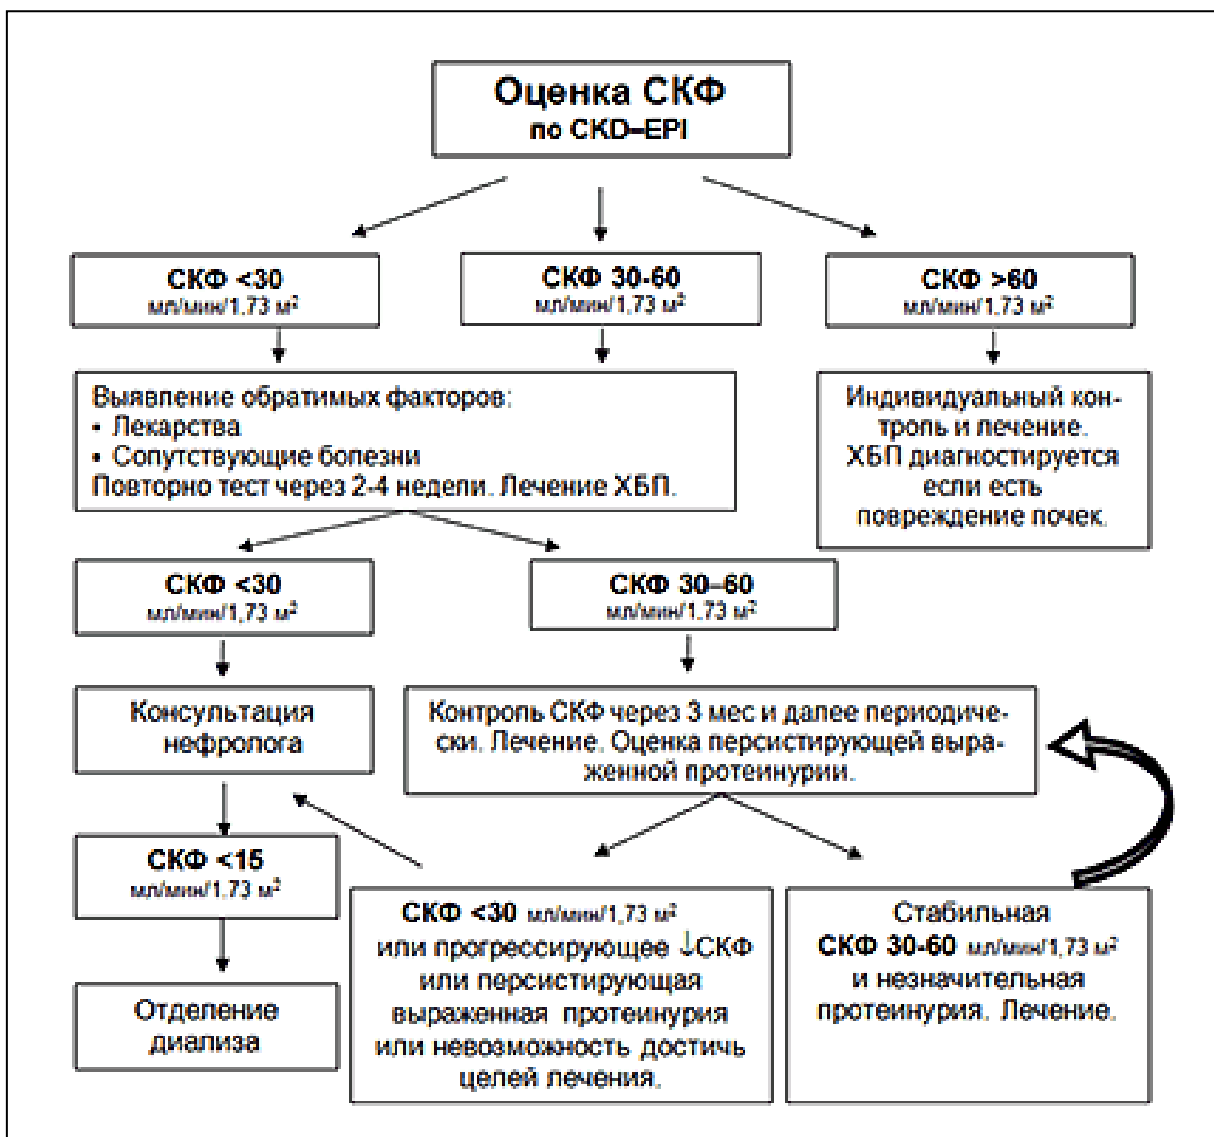 Оценка СКФ
по CKD–EPI
СКФ <30
мл/мин/1,73 м²
СКФ 30-60
мл/мин/1,73 м²
СКФ >60
мл/мин/1,73 м²
Выявление обратимых факторов:
• Лекарства
• Сопутствующие болезни
Повторно тест через 2-4 недели. Лечение ХБП.
Индивидуальный кон-
троль и лечение.
ХБП диагностируется
если есть
повреждение почек.
СКФ <30
мл/мин/1,73 м²
СКФ 30–60
мл/мин/1,73 м²
Консультация
нефролога
Контроль СКФ через 3 мес и далее периодиче-
ски. Лечение. Оценка персистирующей выра-
женной протеинурии.
СКФ <15
мл/мин/1,73 м²
СКФ <30 мл/мин/1,73 м²
или прогрессирующее ↓СКФ
или персистирующая
выраженная протеинурия
или невозможность достичь
целей лечения.
Стабильная
СКФ 30-60 мл/мин/1,73 м²
и незначительная
протеинурия. Лечение.
Отделение
диализа